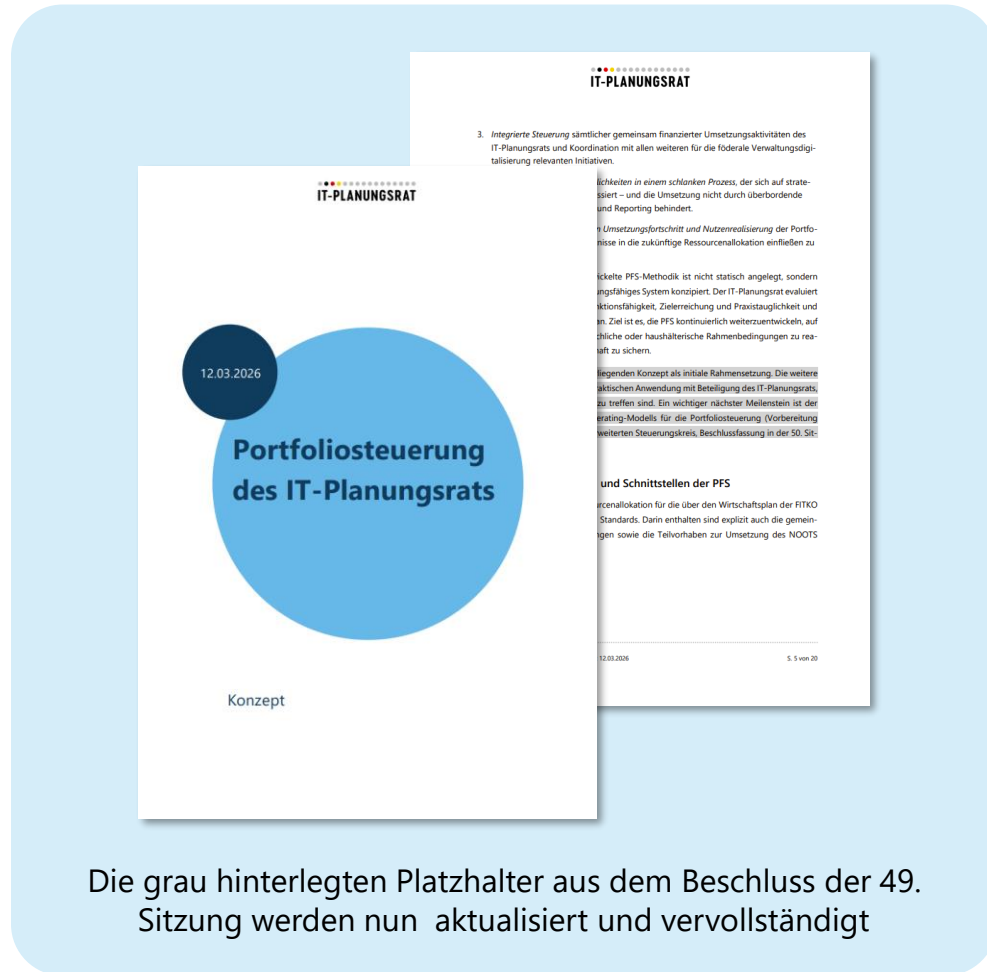 IT-PLANUNGSRAT
3. Integrierte Steuerung sämtlicher gemeinsam finanzierter Umsetzungsaktivitäten des
IT-Planungsrats und Koordination mit allen weiteren für die föderale Verwaltungsdigi-
talisierung relevanten Initiativen.
lichkeiten in einem schlanken Prozess, der sich auf strate-
ssiert – und die Umsetzung nicht durch überbordende
und Reporting behindert.
n Umsetzungsfortschritt und Nutzenrealisierung der Portfo-
nisse in die zukünftige Ressourcenallokation einfließen zu
ickelte PFS-Methodik ist nicht statisch angelegt, sondern
ngsfähiges System konzipiert. Der IT-Planungsrat evaluiert
nktionsfähigkeit, Zielerreichung und Praxistauglichkeit und
an. Ziel ist es, die PFS kontinuierlich weiterzuentwickeln, auf
chliche oder haushälterische Rahmenbedingungen zu rea-
haft zu sichern.
liegenden Konzept als initiale Rahmensetzung. Die weitere
aktischen Anwendung mit Beteiligung des IT-Planungsrats,
zu treffen sind. Ein wichtiger nächster Meilenstein ist der
erating-Modells für die Portfoliosteuerung (Vorbereitung
weiterten Steuerungskreis, Beschlussfassung in der 50. Sit-
und Schnittstellen der PFS
urcenallokation für die über den Wirtschaftsplan der FITKO
Standards. Darin enthalten sind explizit auch die gemein-
ngen sowie die Teilvorhaben zur Umsetzung des NOOTS
12.03.2026 S. 5 von 20
IT-PLANUNGSRAT
12.03.2026
Portfoliosteuerung
des IT-Planungsrats
Konzept
Die grau hinterlegten Platzhalter aus dem Beschluss der 49.
Sitzung werden nun  aktualisiert und vervollständigt